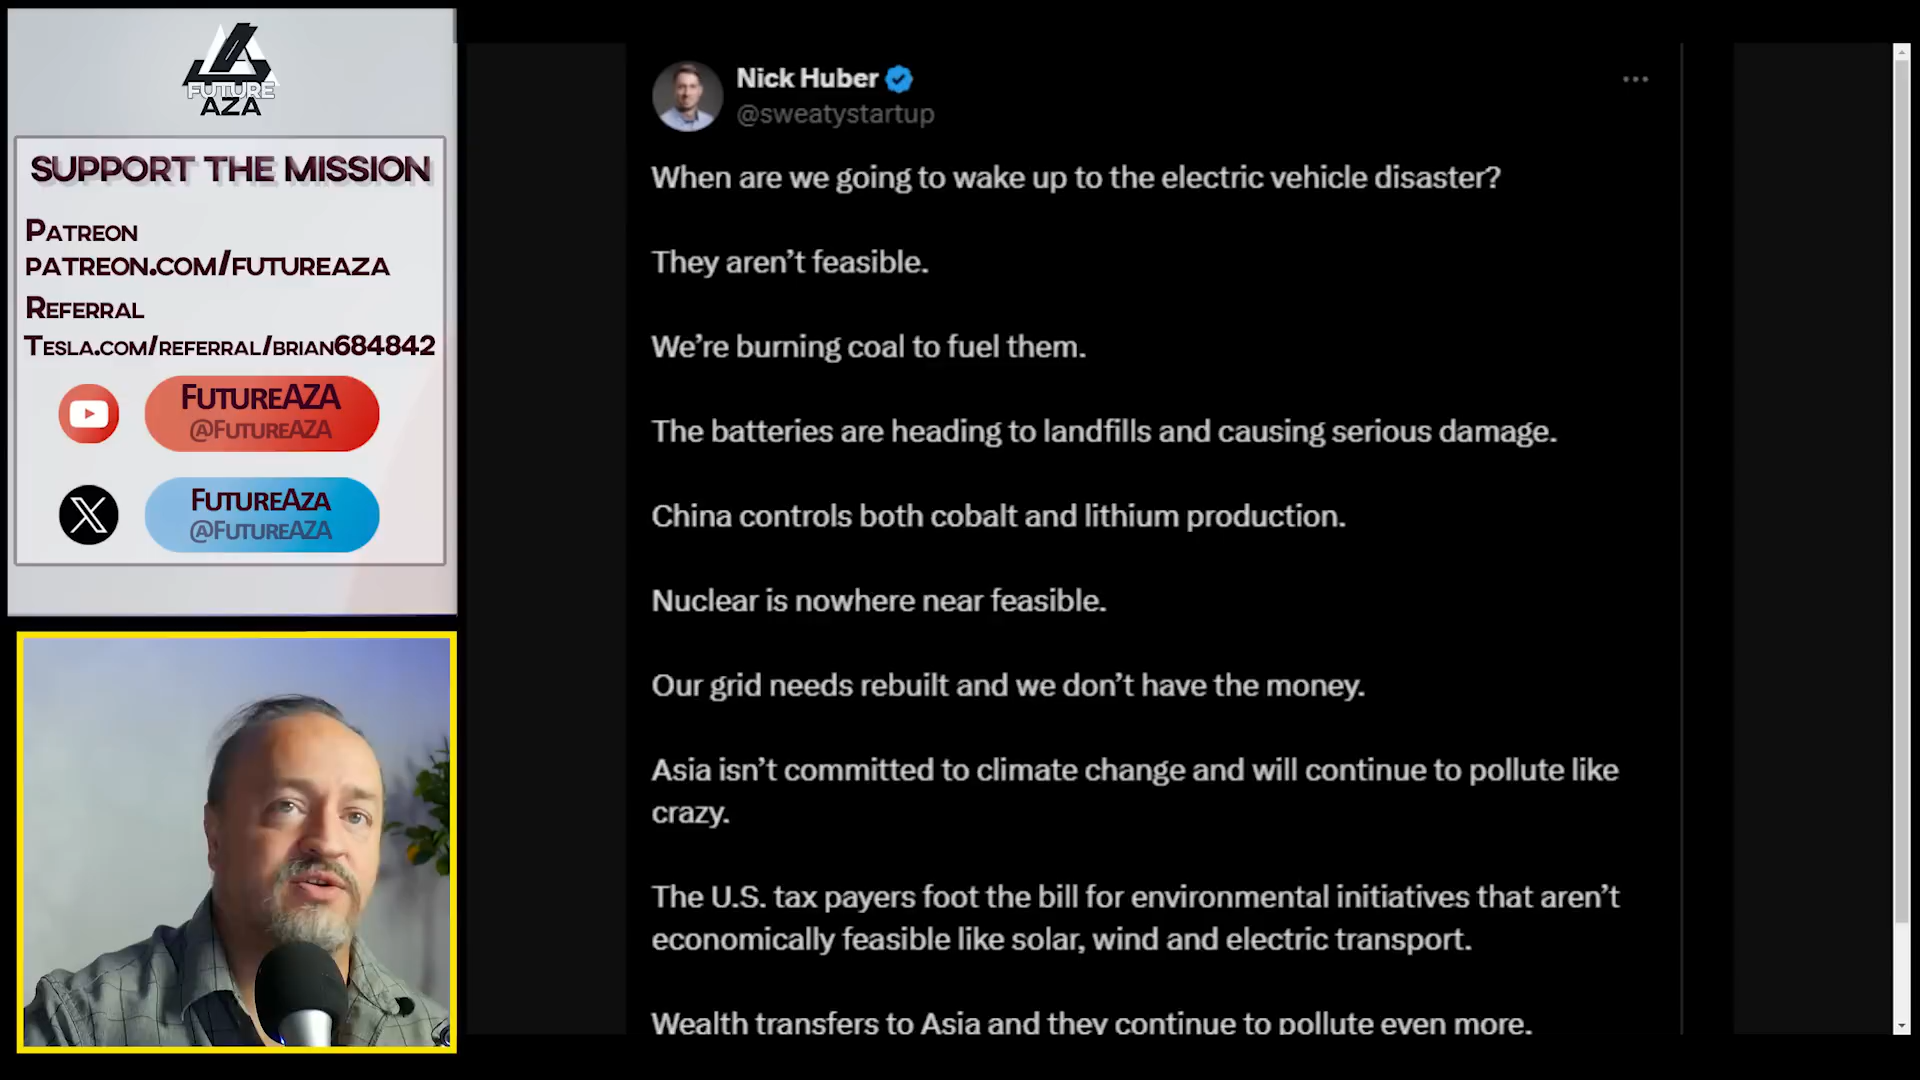 FUTURE
AZA
SUPPORT THE MISSION
PATREON
PATREON.COM/FUTUREAZA
REFERRAL
TESLA.COM/REFERRAL/BRIAN684842
FUTUREAZA
@FUTUREAZA
FUTUREAZA
@FUTUREAZA
Nick Huber
@sweatystartup
When are we going to wake up to the electric vehicle disaster?
They aren’t feasible.
We’re burning coal to fuel them.
The batteries are heading to landfills and causing serious damage.
China controls both cobalt and lithium production.
Nuclear is nowhere near feasible.
Our grid needs rebuilt and we don’t have the money.
Asia isn’t committed to climate change and will continue to pollute like
crazy.
The U.S. tax payers foot the bill for environmental initiatives that aren’t
economically feasible like solar, wind and electric transport.
Wealth transfers to Asia and they continue to pollute even more.